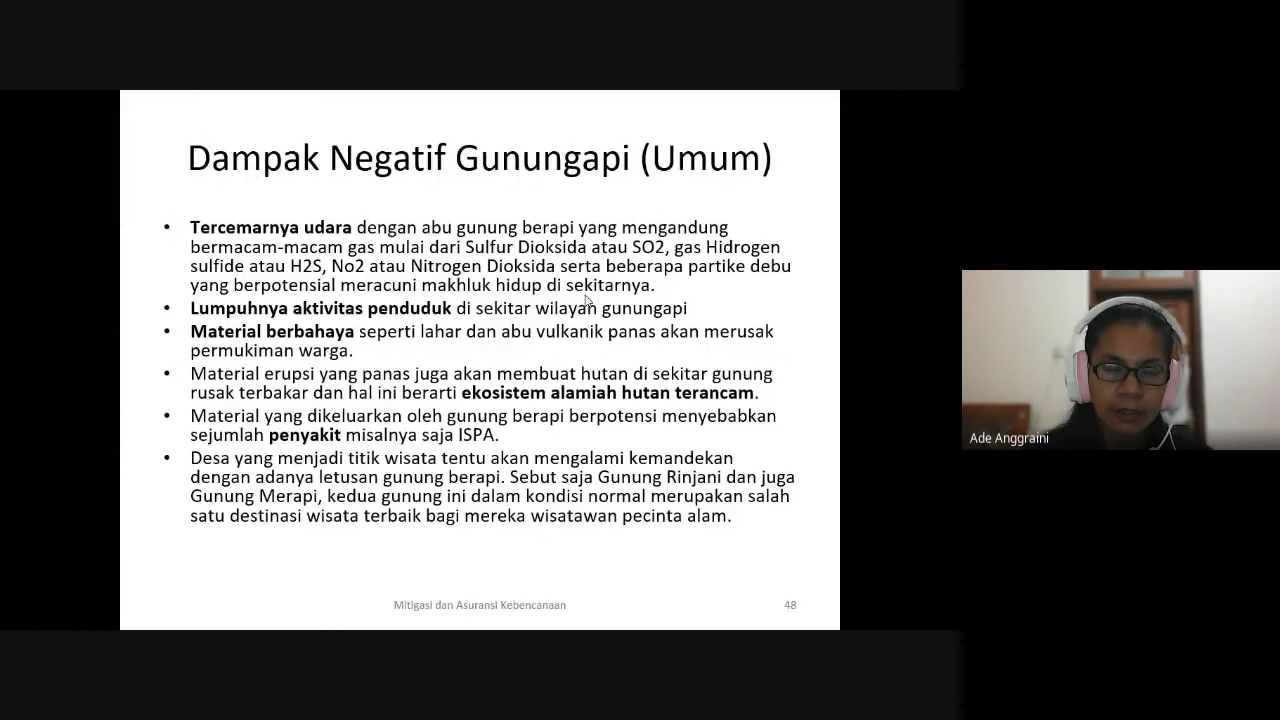 Dampak Negatif Gunungapi (Umum)
• Tercemarnya udara dengan abu gunung berapi yang mengandung
bermacam-macam gas mulai dari Sulfur Dioksida atau SO2, gas Hidrogen
sulfide atau H2S, No2 atau Nitrogen Dioksida serta beberapa partike debu
yang berpotensial meracuni makhluk hidup di sekitarnya.
• Lumpuhnya aktivitas penduduk di sekitar wilayah gunungapi
• Material berbahaya seperti lahar dan abu vulkanik panas akan merusak
permukiman warga.
• Material erupsi yang panas juga akan membuat hutan di sekitar gunung
rusak terbakar dan hal ini berarti ekosistem alamiah hutan terancam.
• Material yang dikeluarkan oleh gunung berapi berpotensi menyebabkan
sejumlah penyakit misalnya saja ISPA.
• Desa yang menjadi titik wisata tentu akan mengalami kemandekan
dengan adanya letusan gunung berapi. Sebut saja Gunung Rinjani dan juga
Gunung Merapi, kedua gunung ini dalam kondisi normal merupakan salah
satu destinasi wisata terbaik bagi mereka wisatawan pecinta alam.
Mitigasi dan Asuransi Kebencanaan
48
Ade Anggraini